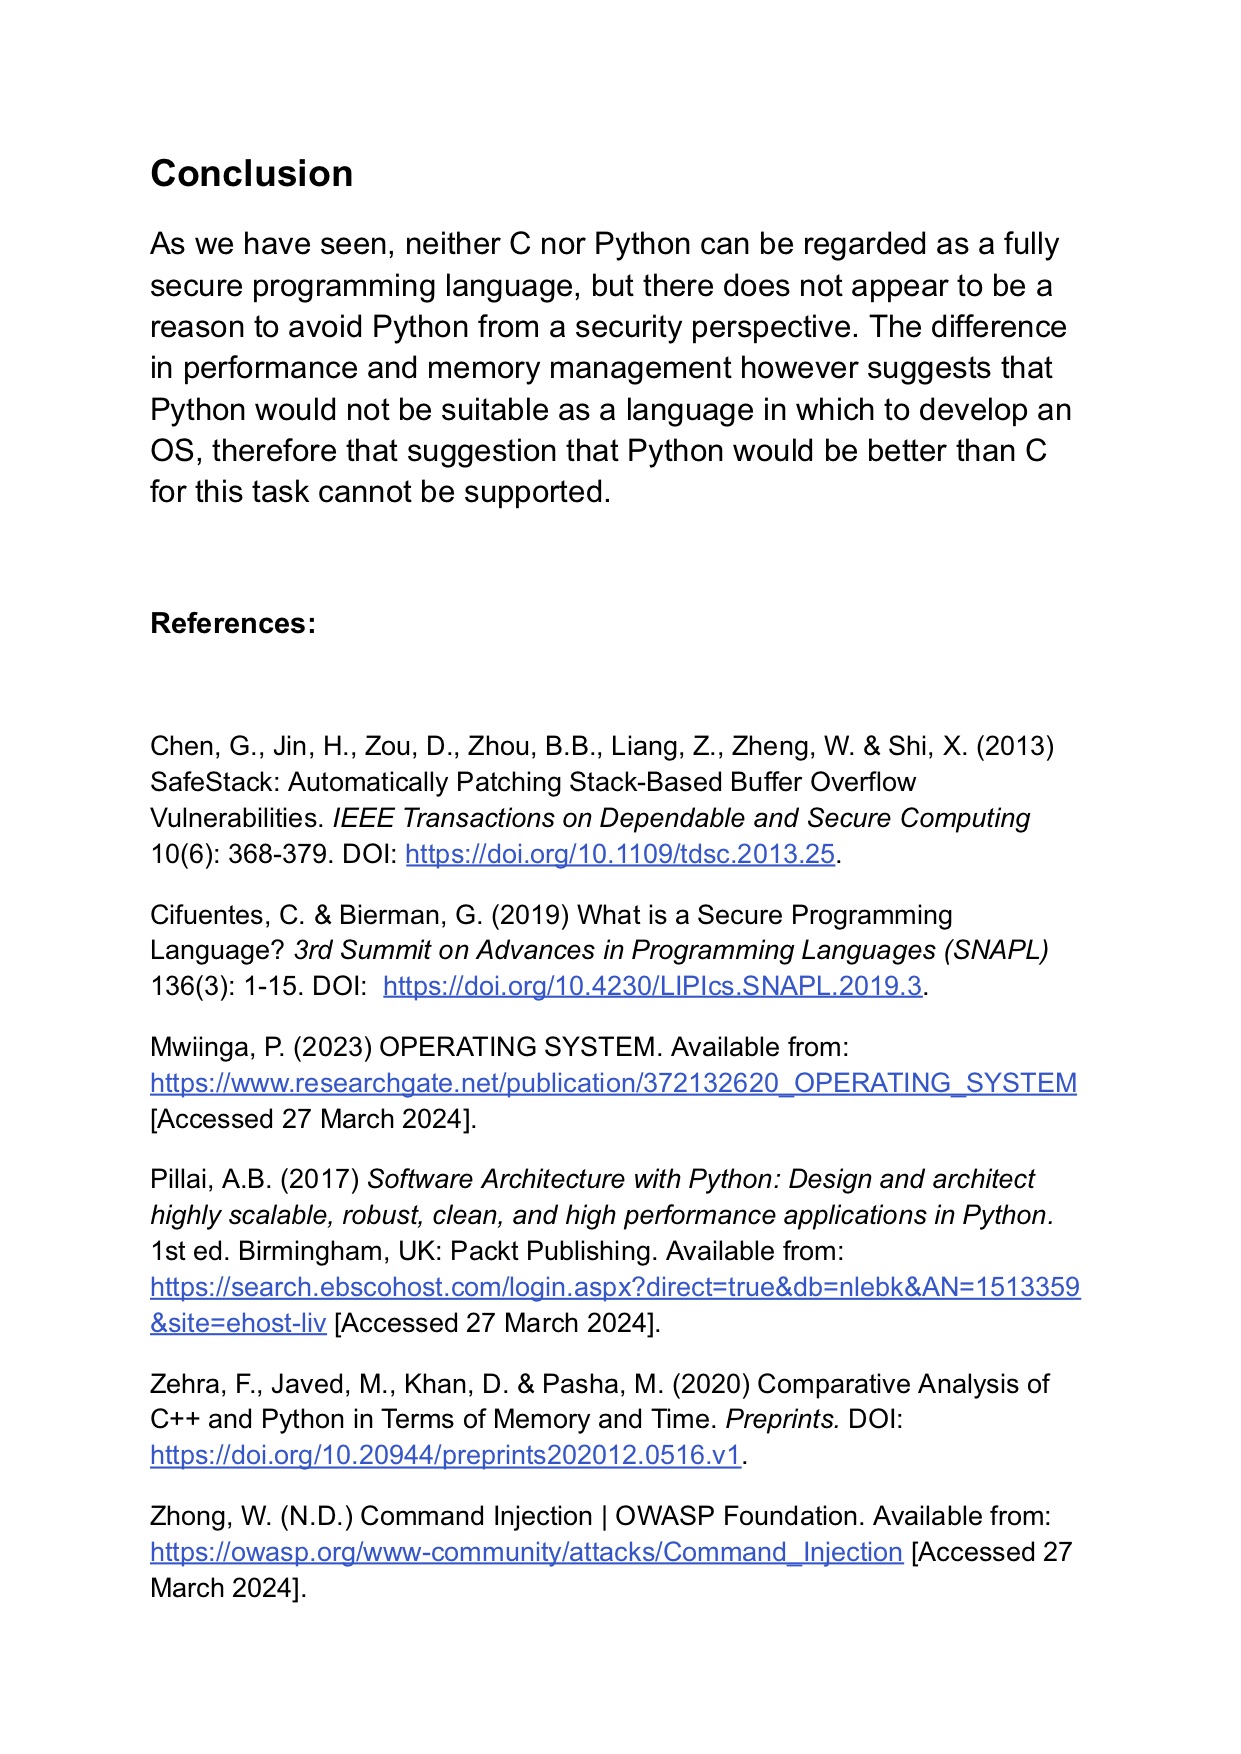 Conclusion
As we have seen, neither C nor Python can be regarded as a fully
secure programming language, but there does not appear to be a
reason to avoid Python from a security perspective. The difference
in performance and memory management however suggests that
Python would not be suitable as a language in which to develop an
OS, therefore that suggestion that Python would be better than C
for this task cannot be supported.
References:
Chen, G., Jin, H., Zou, D., Zhou, B.B., Liang, Z., Zheng, W. & Shi, X. (2013)
SafeStack: Automatically Patching Stack-Based Buffer Overflow
Vulnerabilities. IEEE Transactions on Dependable and Secure Computing
10(6): 368-379. DOI: https://doi.org/10.1109/tdsc.2013.25.
Cifuentes, C. & Bierman, G. (2019) What is a Secure Programming
Language? 3rd Summit on Advances in Programming Languages (SNAPL)
136(3): 1-15. DOI:  https://doi.org/10.4230/LIPIcs.SNAPL.2019.3.
Mwiinga, P. (2023) OPERATING SYSTEM. Available from:
https://www.researchgate.net/publication/372132620_OPERATING_SYSTEM
[Accessed 27 March 2024].
Pillai, A.B. (2017) Software Architecture with Python: Design and architect
highly scalable, robust, clean, and high performance applications in Python.
1st ed. Birmingham, UK: Packt Publishing. Available from:
https://search.ebscohost.com/login.aspx?direct=true&db=nlebk&AN=1513359
&site=ehost-liv [Accessed 27 March 2024].
Zehra, F., Javed, M., Khan, D. & Pasha, M. (2020) Comparative Analysis of
C++ and Python in Terms of Memory and Time. Preprints. DOI:
https://doi.org/10.20944/preprints202012.0516.v1.
Zhong, W. (N.D.) Command Injection | OWASP Foundation. Available from:
https://owasp.org/www-community/attacks/Command_Injection [Accessed 27
March 2024].